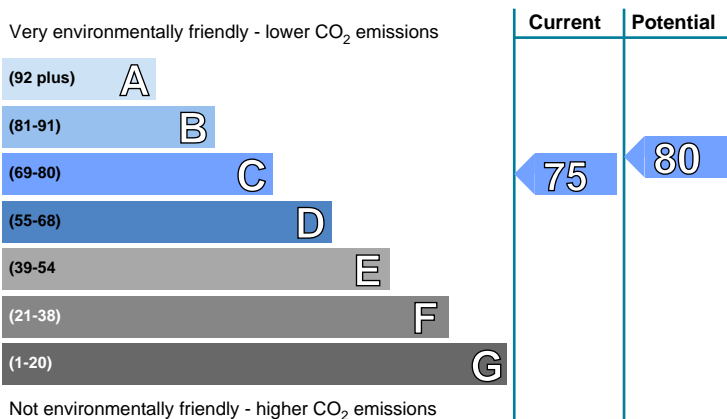 Very environmentally friendly - lower CO2 emissions
Current
Potential
(92 plus) A
(81-91) B
(69-80) C
(55-68) D
(39-54 E
(21-38) F
(1-20) G
75
80
Not environmentally friendly - higher CO2 emissions